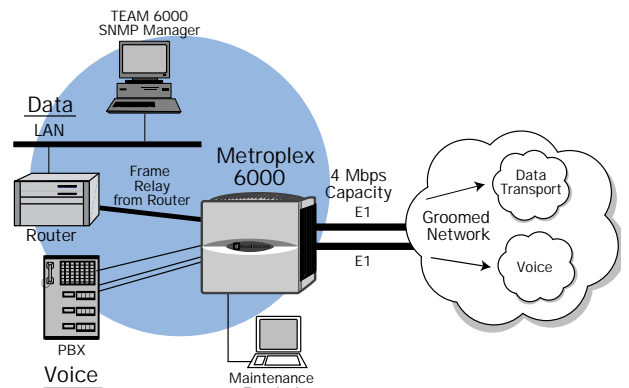 TEAM 6000
SNMP Manager
Data
LAN
Metroplex
6000
4 Mbps
Capacity
E1
Frame
Relay
from Router
Data
Transport
Groomed
Network
Router
E1
Voice
PBX
Voice
Maintenance